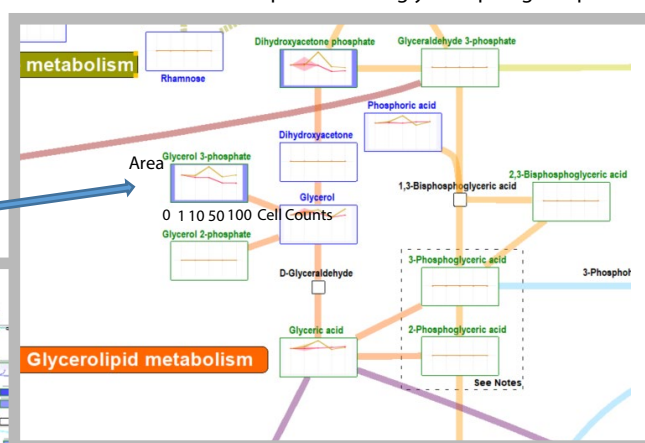 metabolism
Rhamnose
Dihydroxyacetone phosphate
Glyceraldehyde 3-phosphate
Phosphoric acid
Dihydroxyacetone
Area
Glycerol 3-phosphate
1,3-Bisphosphoglyceric acid
2,3-Bisphosphoglyceric acid
Glycerol
0 1 10 50 100 Cell Counts
Glycerol 2-phosphate
D-Glyceraldehyde
3-Phosphoglyceric acid
3-Phosphoh
Glyceric acid
2-Phosphoglyceric acid
Glycerolipid metabolism
See Notes